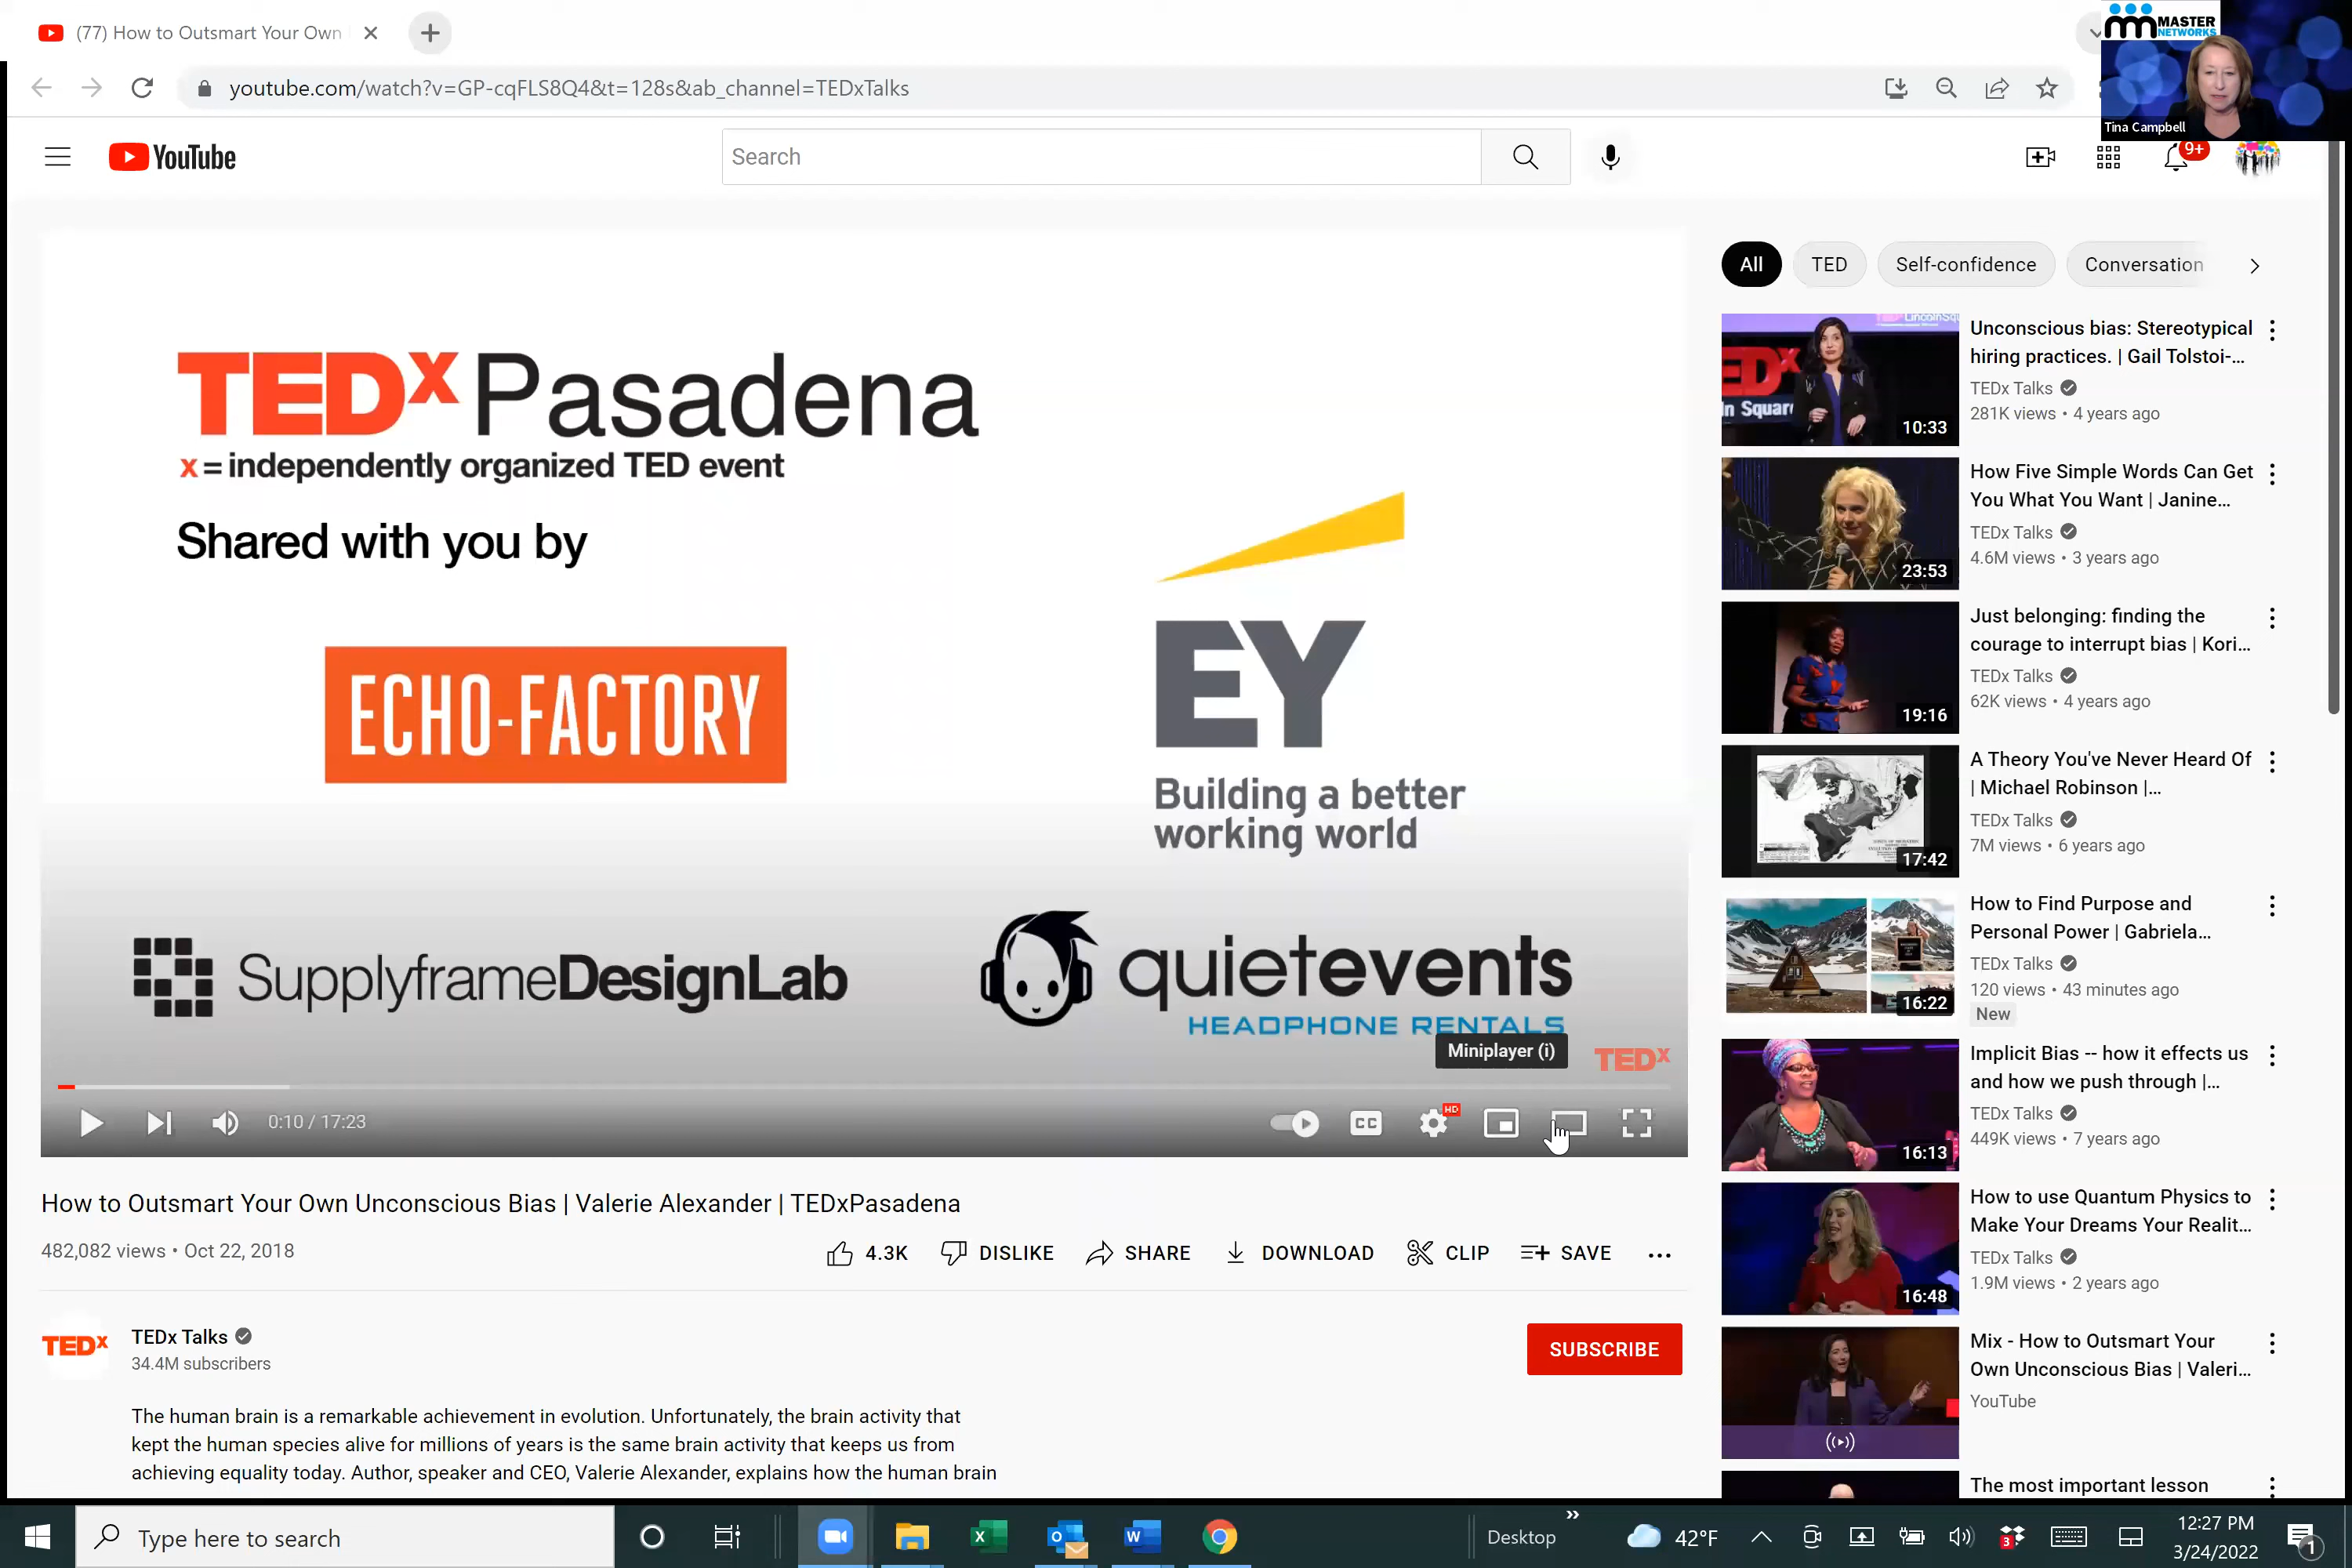 (77) How to Outsmart Your Own
youtube.com/watch?v=GP-cqFLS8Q4&t=128s&ab_channel=TEDxTalks
MASTER
NETWORKS
Tina Campbell
YouTube
Search
9+
TEDx Pasadena
x = independently organized TED event
Shared with you by
ECHO-FACTORY
EY
Building a better
working world
SupplyframeDesignLab
quietevents
HEADPHONE RENTALS
Miniplayer (i)
TEDx
0:10 / 17:23
CC
HD
How to Outsmart Your Own Unconscious Bias | Valerie Alexander | TEDxPasadena
482,082 views • Oct 22, 2018
4.3K
DISLIKE
SHARE
DOWNLOAD
CLIP
SAVE
TEDx
TEDx Talks
34.4M subscribers
SUBSCRIBE
The human brain is a remarkable achievement in evolution. Unfortunately, the brain activity that
kept the human species alive for millions of years is the same brain activity that keeps us from
achieving equality today. Author, speaker and CEO, Valerie Alexander, explains how the human brain
All
TED
Self-confidence
Conversation
10:33
Unconscious bias: Stereotypical
hiring practices. | Gail Tolstoi-...
TEDx Talks
281K views • 4 years ago
23:53
How Five Simple Words Can Get
You What You Want | Janine...
TEDx Talks
4.6M views • 3 years ago
19:16
Just belonging: finding the
courage to interrupt bias | Kori...
TEDx Talks
62K views • 4 years ago
17:42
A Theory You've Never Heard Of
| Michael Robinson |...
TEDx Talks
7M views • 6 years ago
16:22
How to Find Purpose and
Personal Power | Gabriela...
TEDx Talks
120 views • 43 minutes ago
New
16:13
Implicit Bias -- how it effects us
and how we push through |...
TEDx Talks
449K views • 7 years ago
16:48
How to use Quantum Physics to
Make Your Dreams Your Realit...
TEDx Talks
1.9M views • 2 years ago
Mix - How to Outsmart Your
Own Unconscious Bias | Valeri...
YouTube
The most important lesson
Type here to search
Desktop
42°F
3
12:27 PM
3/24/2022
1